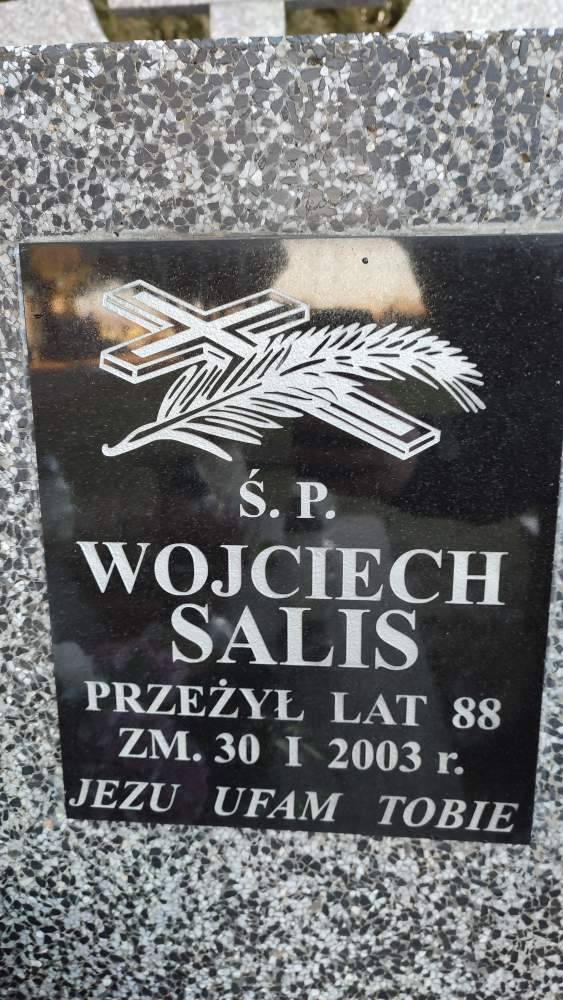 Ś. P.
WOJCIECH
SALIS
PRZEŻYŁ LAT 88
ZM. 30 I 2003 r.
JEZU UFAM TOBIE